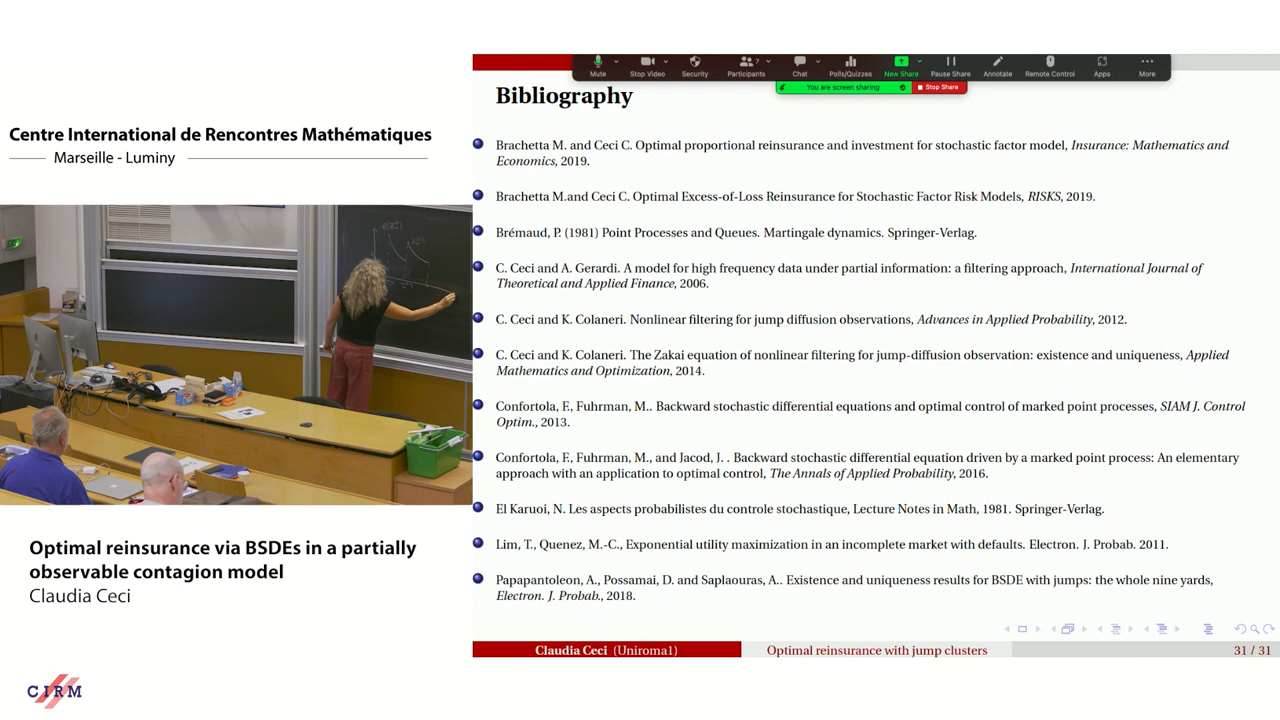 Centre International de Rencontres Mathématiques
Marseille - Luminy
Optimal reinsurance via BSDEs in a partially
observable contagion model
Claudia Ceci
CIRM
Mute
Stop Video
Security
Participants
7
Chat
Polls/Quizzes
New Share
Pause Share
Annotate
Remote Control
Apps
More
You are screen sharing
Stop Share
Bibliography
Brachetta M. and Ceci C. Optimal proportional reinsurance and investment for stochastic factor model, Insurance: Mathematics and
Economics, 2019.
Brachetta M.and Ceci C. Optimal Excess-of-Loss Reinsurance for Stochastic Factor Risk Models, RISKS, 2019.
Brémaud, P. (1981) Point Processes and Queues. Martingale dynamics. Springer-Verlag.
C. Ceci and A. Gerardi. A model for high frequency data under partial information: a filtering approach, International Journal of
Theoretical and Applied Finance, 2006.
C. Ceci and K. Colaneri. Nonlinear filtering for jump diffusion observations, Advances in Applied Probability, 2012.
C. Ceci and K. Colaneri. The Zakai equation of nonlinear filtering for jump-diffusion observation: existence and uniqueness, Applied
Mathematics and Optimization, 2014.
Confortola, F., Fuhrman, M.. Backward stochastic differential equations and optimal control of marked point processes, SIAM J. Control
Optim., 2013.
Confortola, F., Fuhrman, M., and Jacod, J. . Backward stochastic differential equation driven by a marked point process: An elementary
approach with an application to optimal control, The Annals of Applied Probability, 2016.
El Karuoi, N. Les aspects probabilistes du controle stochastique, Lecture Notes in Math, 1981. Springer-Verlag.
Lim, T., Quenez, M.-C., Exponential utility maximization in an incomplete market with defaults. Electron. J. Probab. 2011.
Papapantoleon, A., Possamai, D. and Saplaouras, A.. Existence and uniqueness results for BSDE with jumps: the whole nine yards,
Electron. J. Probab., 2018.
Claudia Ceci (Uniroma1)
Optimal reinsurance with jump clusters
31 / 31